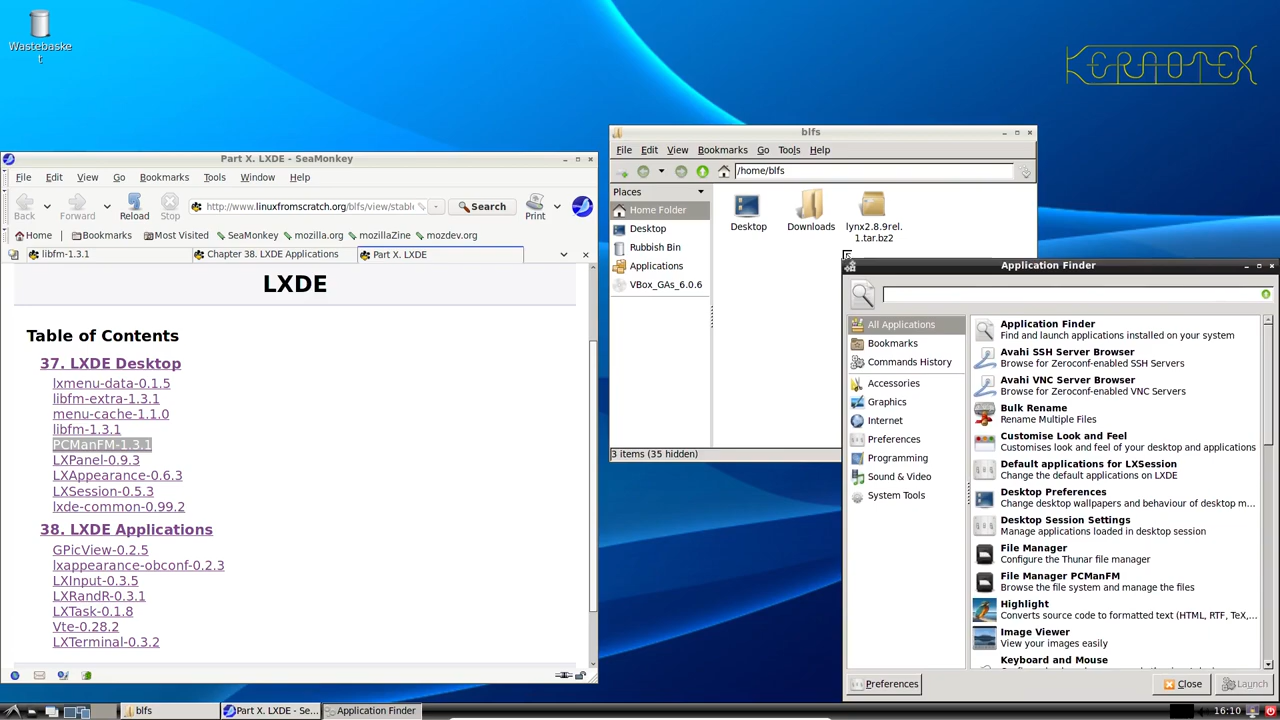 Wastebaske
t
KERAOTEX
Part X. LXDE - SeaMonkey
File Edit View Go Bookmarks Tools Window Help
Back Forward Reload Stop http://www.linuxfromscratch.org/blfs/view/stabl Search Print
Home Bookmarks Most Visited SeaMonkey mozilla.org mozillaZine mozdev.org
libfm-1.3.1 Chapter 38. LXDE Applications Part X. LXDE
LXDE
Table of Contents
37. LXDE Desktop
lxmenu-data-0.1.5
libfm-extra-1.3.1
menu-cache-1.1.0
libfm-1.3.1
PCManFM-1.3.1
LXPanel-0.9.3
LXAppearance-0.6.3
LXSession-0.5.3
lxde-common-0.99.2
38. LXDE Applications
GPicView-0.2.5
lxappearance-obconf-0.2.3
LXInput-0.3.5
LXRandR-0.3.1
LXTask-0.1.8
Vte-0.28.2
LXTerminal-0.3.2
blfs
File Edit View Bookmarks Go Tools Help
/home/blfs
Places
Home Folder
Desktop
Rubbish Bin
Applications
VBox_GAs_6.0.6
Desktop
Downloads
lynx2.8.9rel.
1.tar.bz2
3 items (35 hidden)
Application Finder
All Applications
Bookmarks
Commands History
Accessories
Graphics
Internet
Preferences
Programming
Sound & Video
System Tools
Application Finder
Find and launch applications installed on your system
Avahi SSH Server Browser
Browse for Zeroconf-enabled SSH Servers
Avahi VNC Server Browser
Browse for Zeroconf-enabled VNC Servers
Bulk Rename
Rename Multiple Files
Customise Look and Feel
Customises look and feel of your desktop and applications
Default applications for LXSession
Change the default applications on LXDE
Desktop Preferences
Change desktop wallpapers and behaviour of desktop m...
Desktop Session Settings
Manage applications loaded in desktop session
File Manager
Configure the Thunar file manager
File Manager PCManFM
Browse the file system and manage the files
Highlight
Converts source code to formatted text (HTML, RTF, TeX,...
Image Viewer
View your images easily
Keyboard and Mouse
Preferences Close Launch
blfs Part X. LXDE - Se... Application Finder 16:10